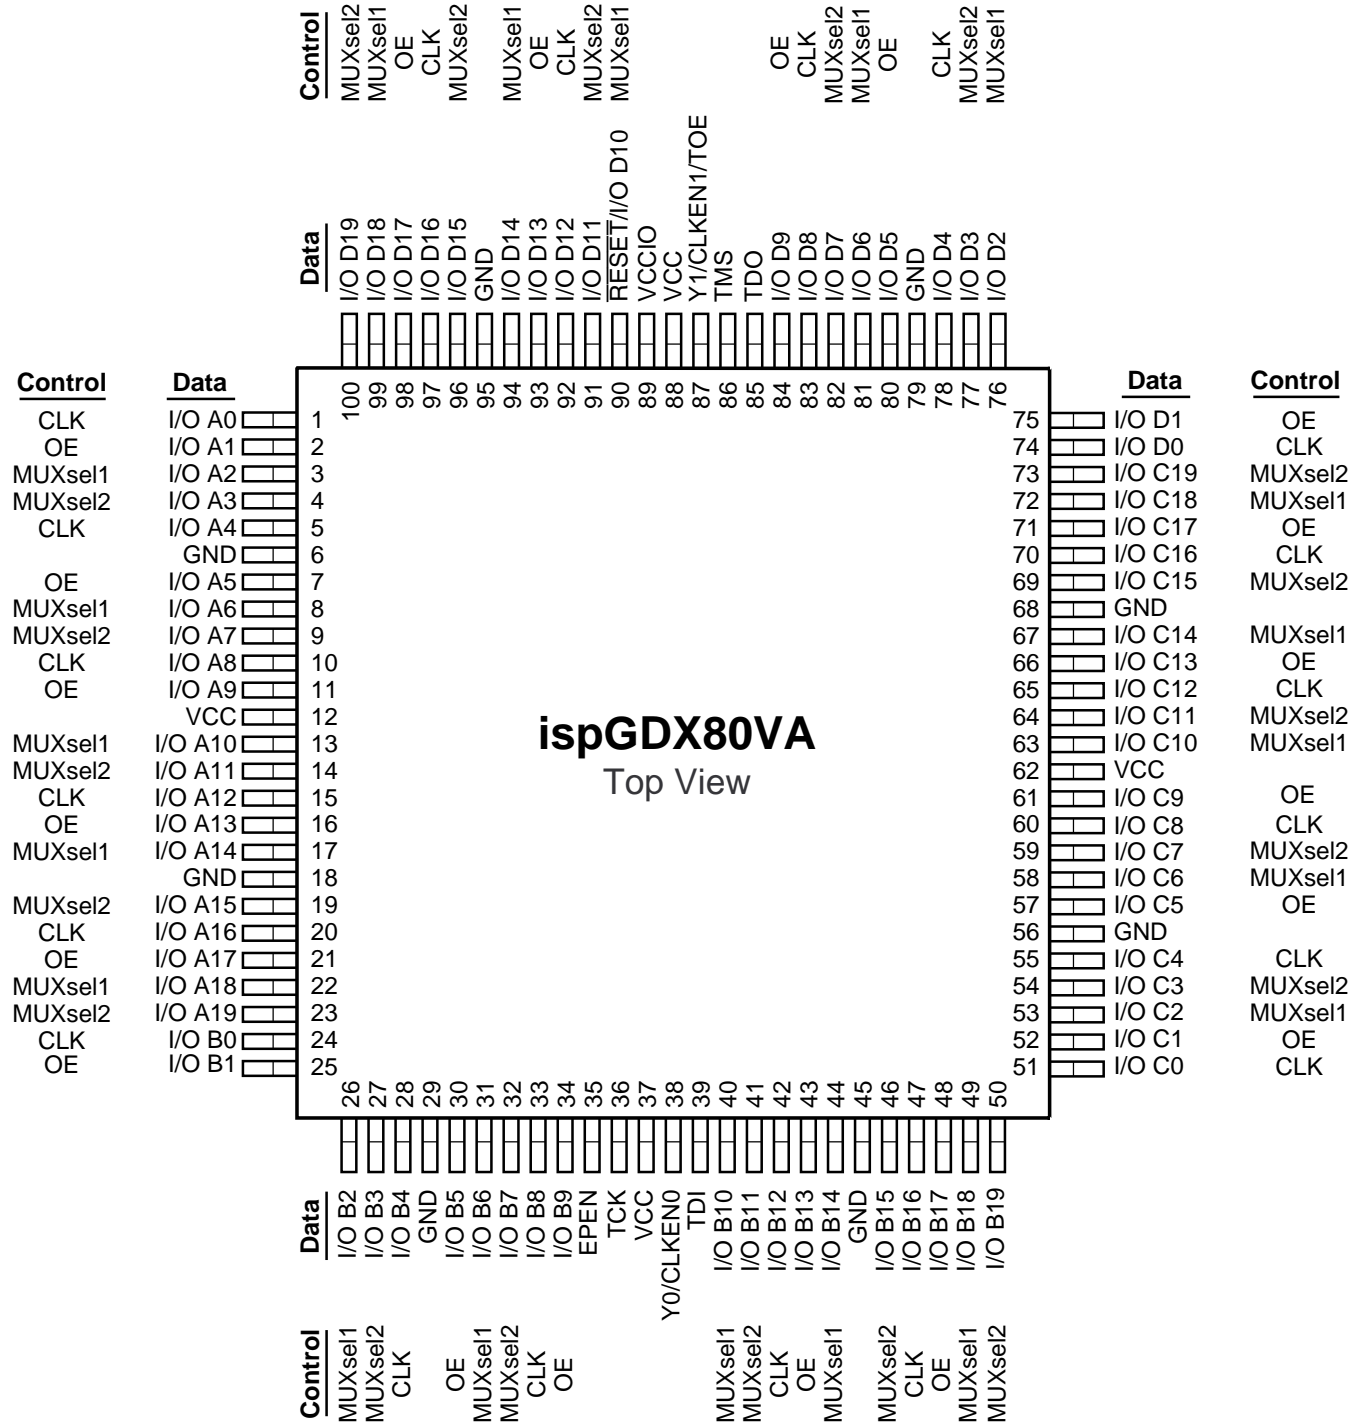 Control MUXsel2 MUXsel1 OE CLK MUXsel2 MUXsel1 OE CLK MUXsel2 MUXsel1 OE CLK MUXsel2 MUXsel1 OE CLK MUXsel2 MUXsel1
Data I/O D19 I/O D18 I/O D17 I/O D16 I/O D15 GND I/O D14 I/O D13 I/O D12 I/O D11 RESET/I/O D10 VCCIO VCC Y1/CLKEN1/TOE TMS TDO I/O D9 I/O D8 I/O D7 I/O D6 I/O D5 GND I/O D4 I/O D3 I/O D2
100 99 98 97 96 95 94 93 92 91 90 89 88 87 86 85 84 83 82 81 80 79 78 77 76
Control Data Data Control
CLK I/O A0 1 75 I/O D1 OE
OE I/O A1 2 74 I/O D0 CLK
MUXsel1 I/O A2 3 73 I/O C19 MUXsel2
MUXsel2 I/O A3 4 72 I/O C18 MUXsel1
CLK I/O A4 5 71 I/O C17 OE
GND 6 70 I/O C16 CLK
OE I/O A5 7 69 I/O C15 MUXsel2
MUXsel1 I/O A6 8 68 GND
MUXsel2 I/O A7 9 67 I/O C14 MUXsel1
CLK I/O A8 10 66 I/O C13 OE
OE I/O A9 11 65 I/O C12 CLK
VCC 12 64 I/O C11 MUXsel2
MUXsel1 I/O A10 13 63 I/O C10 MUXsel1
MUXsel2 I/O A11 14 62 VCC
CLK I/O A12 15 61 I/O C9 OE
OE I/O A13 16 60 I/O C8 CLK
MUXsel1 I/O A14 17 59 I/O C7 MUXsel2
GND 18 58 I/O C6 MUXsel1
MUXsel2 I/O A15 19 57 I/O C5 OE
CLK I/O A16 20 56 GND
OE I/O A17 21 55 I/O C4 CLK
MUXsel1 I/O A18 22 54 I/O C3 MUXsel2
MUXsel2 I/O A19 23 53 I/O C2 MUXsel1
CLK I/O B0 24 52 I/O C1 OE
OE I/O B1 25 51 I/O C0 CLK
ispGDX80VA
Top View
26 27 28 29 30 31 32 33 34 35 36 37 38 39 40 41 42 43 44 45 46 47 48 49 50
Data I/O B2 I/O B3 I/O B4 GND I/O B5 I/O B6 I/O B7 I/O B8 I/O B9 EPEN TCK VCC Y0/CLKEN0 TDI I/O B10 I/O B11 I/O B12 I/O B13 I/O B14 GND I/O B15 I/O B16 I/O B17 I/O B18 I/O B19
Control MUXsel1 MUXsel2 CLK OE MUXsel1 MUXsel2 CLK OE MUXsel1 MUXsel2 CLK OE MUXsel1 MUXsel2 CLK OE MUXsel1 MUXsel2